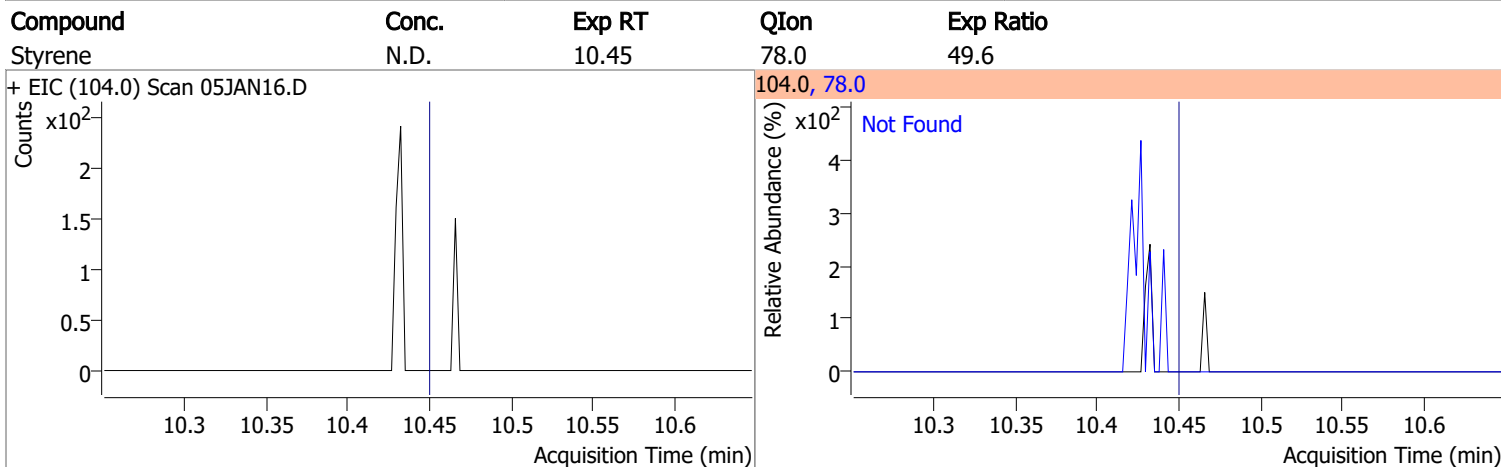 Compound Conc. Exp RT QIon Exp Ratio
Styrene N.D. 10.45 78.0 49.6
+ EIC (104.0) Scan 05JAN16.D
Counts
x10²
2
1.5
1
0.5
0
10.3 10.35 10.4 10.45 10.5 10.55 10.6
Acquisition Time (min)
104.0, 78.0
Relative Abundance (%)
x10²
Not Found
4
3
2
1
0
10.3 10.35 10.4 10.45 10.5 10.55 10.6
Acquisition Time (min)